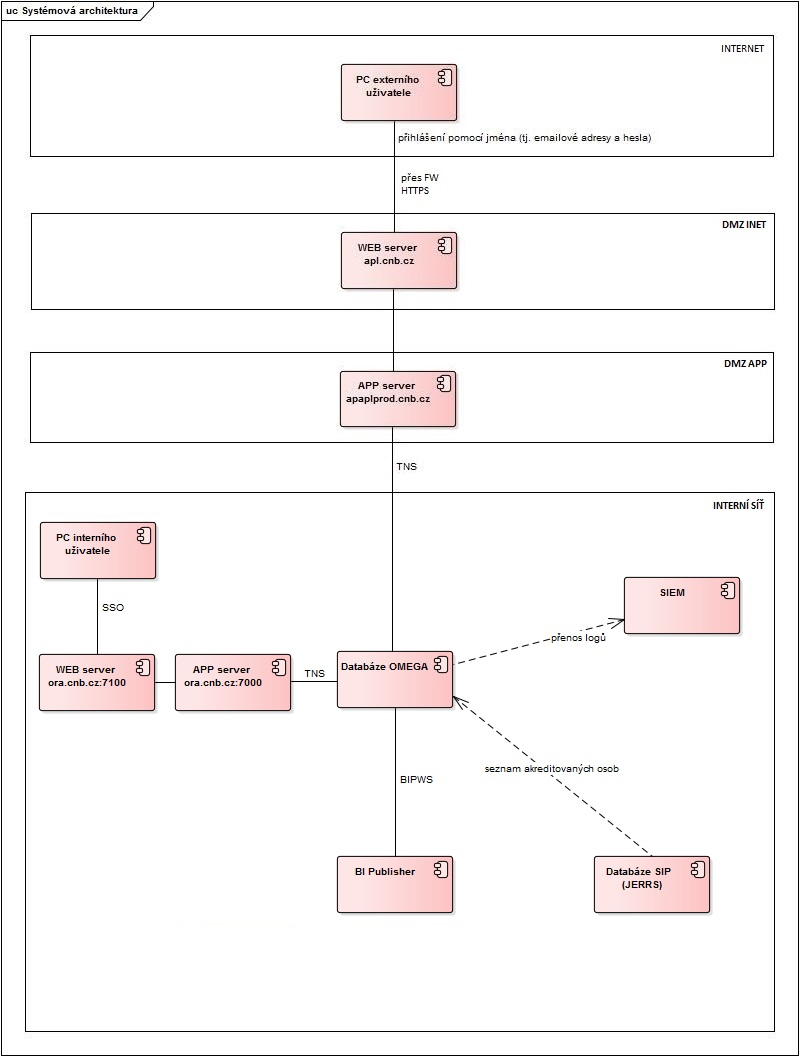 uc Systémová architektura
INTERNET
PC externího
uživatele
přihlášení pomocí jména (tj. emailové adresy a hesla)
přes FW
HTTPS
DMZ INET
WEB server
apl.cnb.cz
DMZ APP
APP server
apaplprod.cnb.cz
TNS
INTERNÍ SÍŤ
PC interního
uživatele
SIEM
SSO
přenos logů
WEB server
ora.cnb.cz:7100
APP server
ora.cnb.cz:7000
TNS
Databáze OMEGA
seznam akreditovaných osob
BIPWS
BI Publisher
Databáze SIP
(JERRS)